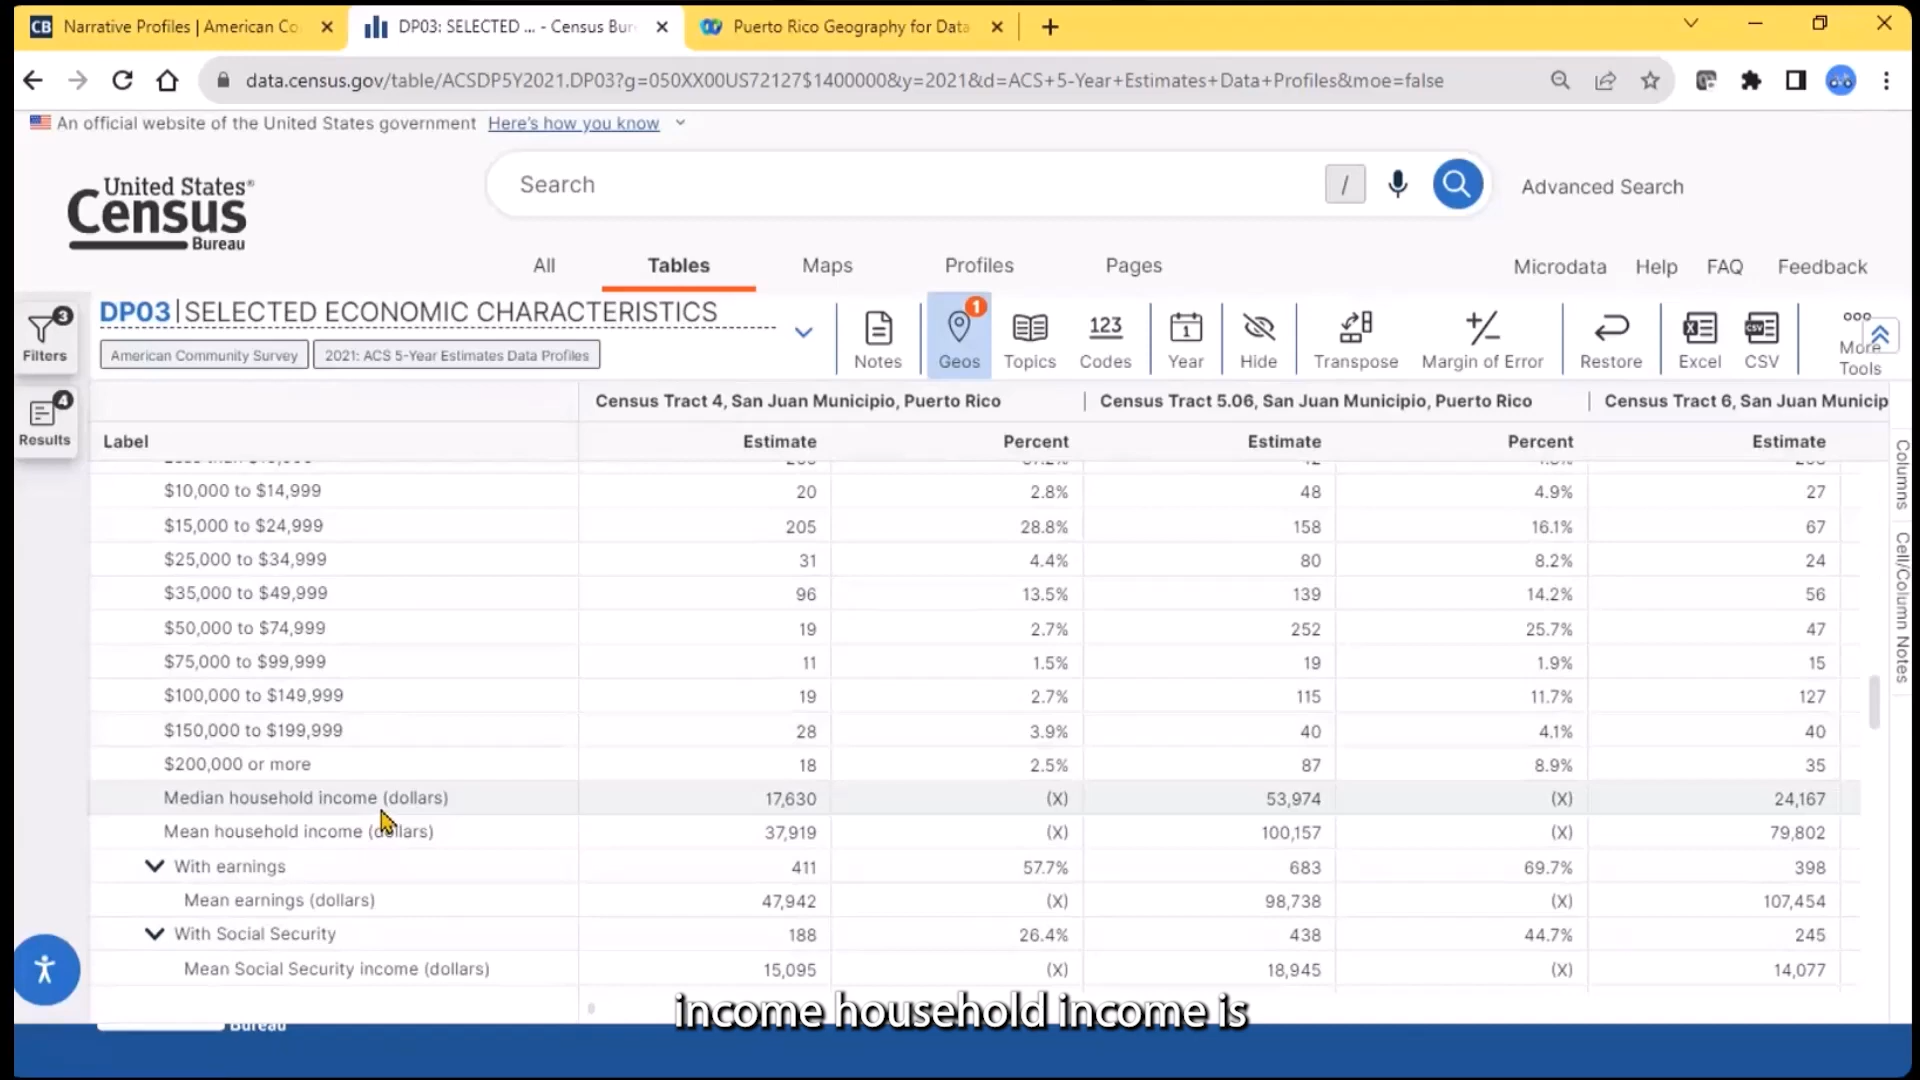 CB Narrative Profiles | American Co
DP03: SELECTED ... - Census Bur
Puerto Rico Geography for Data
data.census.gov/table/ACSDP5Y2021.DP03?g=050XX00US72127$1400000&y=2021&d=ACS+5-Year+Estimates+Data+Profiles&moe=false
An official website of the United States government Here's how you know
United States®
Census
Bureau
Search
/
Advanced Search
All Tables Maps Profiles Pages
Microdata Help FAQ Feedback
3
Filters
4
Results
DP03 | SELECTED ECONOMIC CHARACTERISTICS
American Community Survey
2021: ACS 5-Year Estimates Data Profiles
Notes
1
Geos
Topics
123
Codes
1
Year
Hide
Transpose
Margin of Error
Restore
Excel
CSV
CSV
More
Tools
Census Tract 4, San Juan Municipio, Puerto Rico Census Tract 5.06, San Juan Municipio, Puerto Rico Census Tract 6, San Juan Municip
Label Estimate Percent Estimate Percent Estimate
$10,000 to $14,999 20 2.8% 48 4.9% 27
$15,000 to $24,999 205 28.8% 158 16.1% 67
$25,000 to $34,999 31 4.4% 80 8.2% 24
$35,000 to $49,999 96 13.5% 139 14.2% 56
$50,000 to $74,999 19 2.7% 252 25.7% 47
$75,000 to $99,999 11 1.5% 19 1.9% 15
$100,000 to $149,999 19 2.7% 115 11.7% 127
$150,000 to $199,999 28 3.9% 40 4.1% 40
$200,000 or more 18 2.5% 87 8.9% 35
Median household income (dollars) 17,630 (X) 53,974 (X) 24,167
Mean household income (dollars) 37,919 (X) 100,157 (X) 79,802
With earnings 411 57.7% 683 69.7% 398
Mean earnings (dollars) 47,942 (X) 98,738 (X) 107,454
With Social Security 188 26.4% 438 44.7% 245
Mean Social Security income (dollars) 15,095 (X) 18,945 (X) 14,077
Columns
Cell/Column Notes
income household income is
Bureau